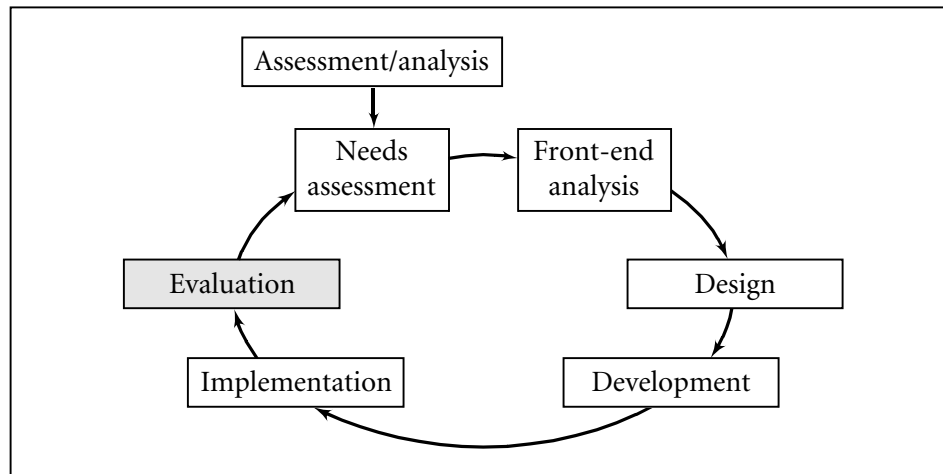 Assessment/analysis
Needs
assessment
Front-end
analysis
Evaluation
Design
Implementation
Development